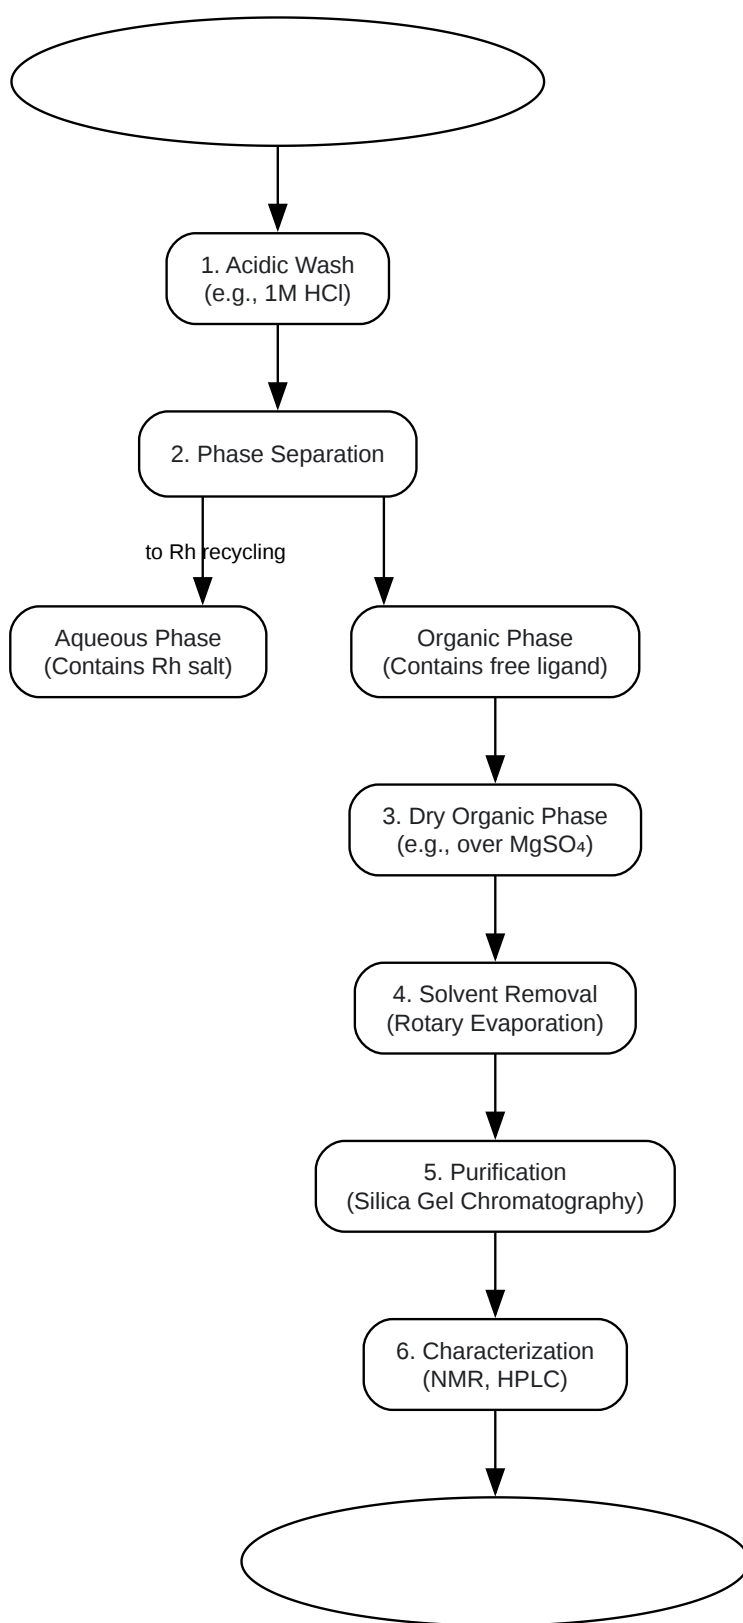 1. Acidic Wash
(e.g., 1M HCl)
2. Phase Separation
to Rh recycling
Aqueous Phase
(Contains Rh salt)
Organic Phase
(Contains free ligand)
3. Dry Organic Phase
(e.g., over MgSO₄)
4. Solvent Removal
(Rotary Evaporation)
5. Purification
(Silica Gel Chromatography)
6. Characterization
(NMR, HPLC)